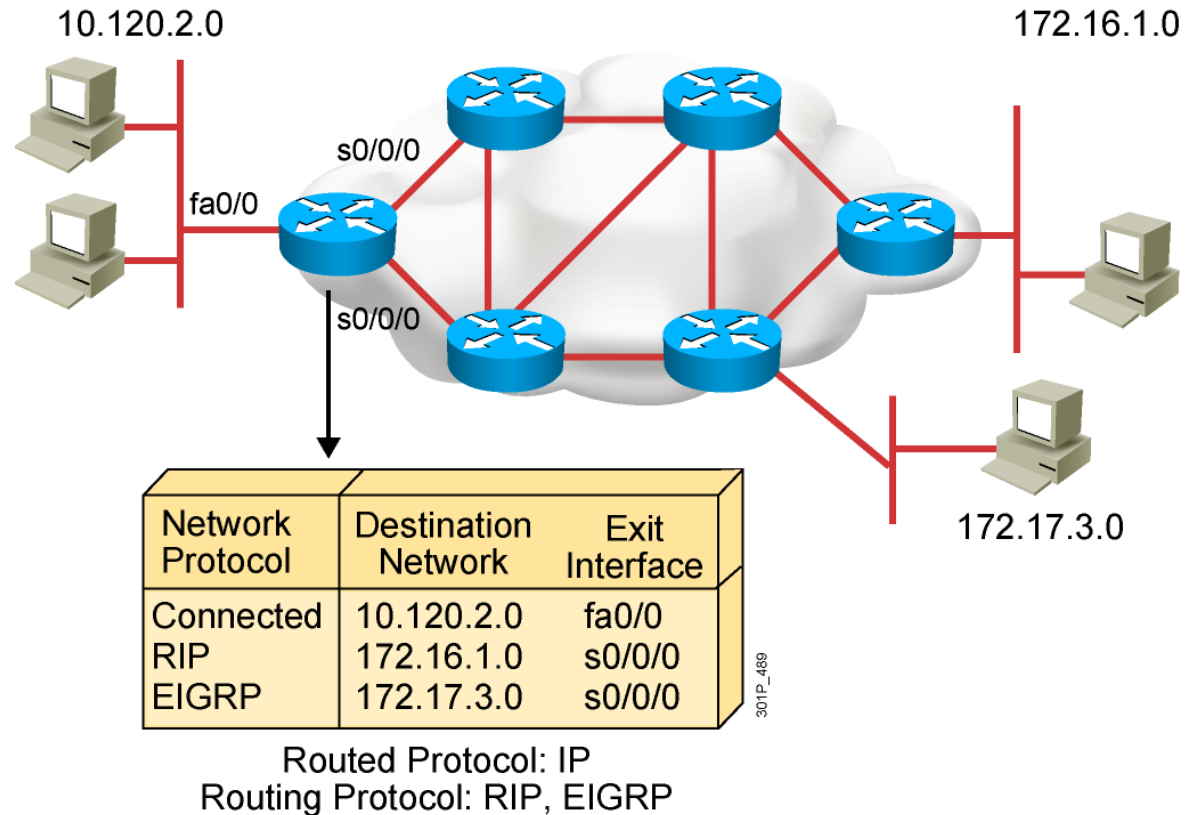 10.120.2.0
172.16.1.0
s0/0/0
fa0/0
s0/0/0
172.17.3.0
Network Protocol
Destination Network
Exit Interface
Connected 10.120.2.0 fa0/0
RIP 172.16.1.0 s0/0/0
EIGRP 172.17.3.0 s0/0/0
301P_489
Routed Protocol: IP
Routing Protocol: RIP, EIGRP